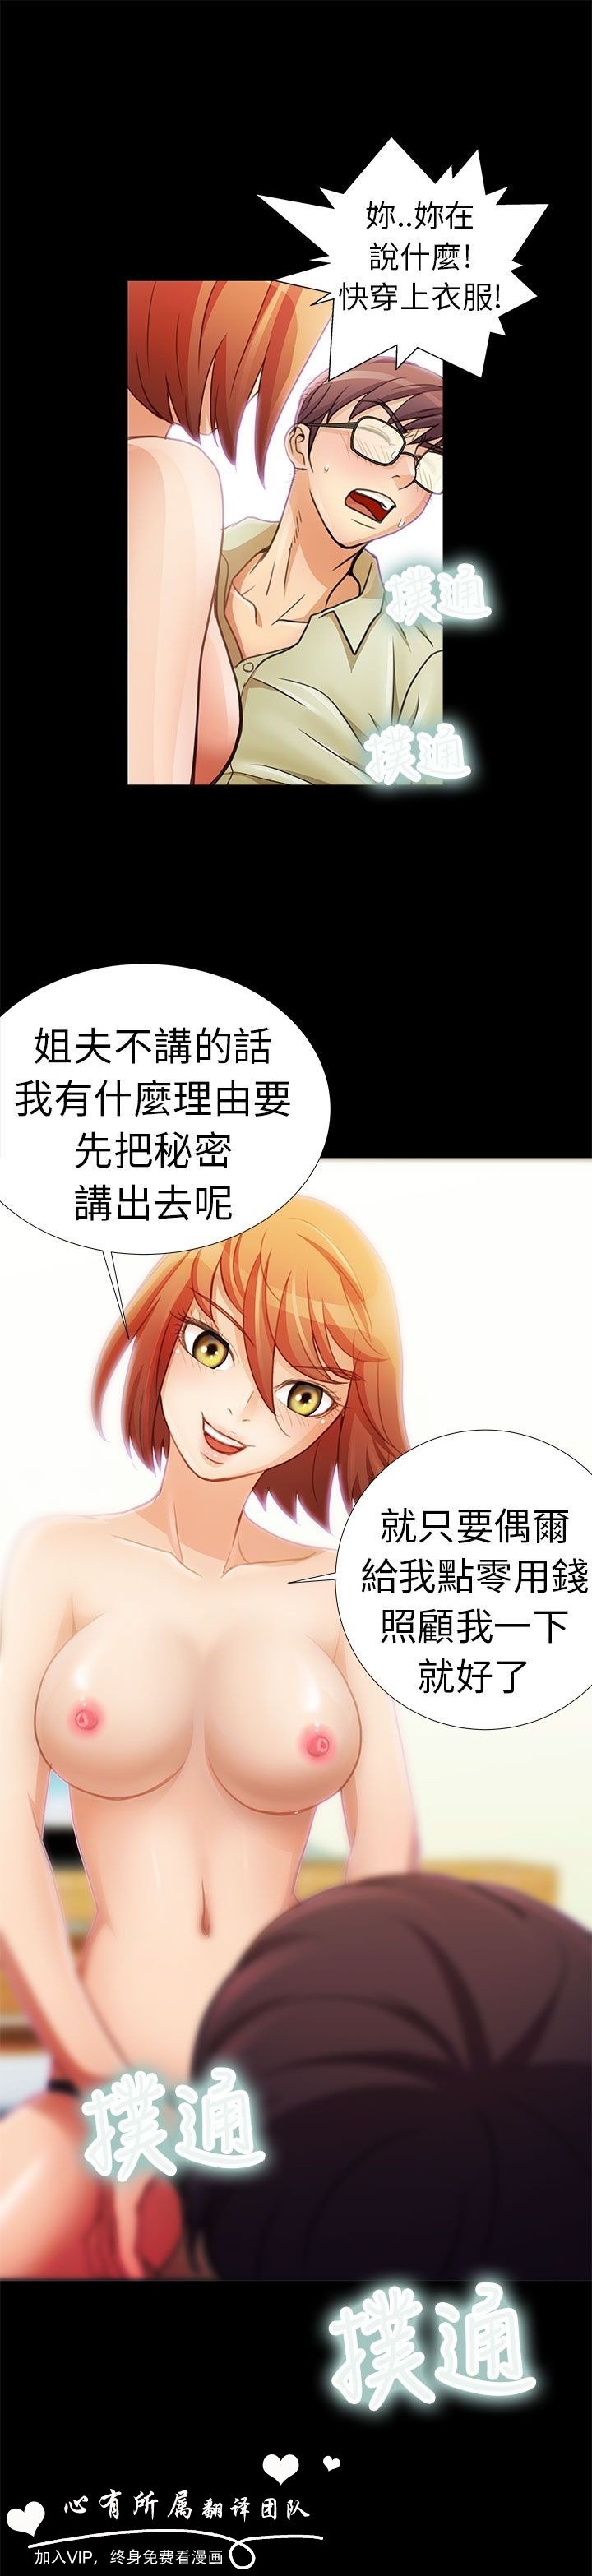 妳..妳在
說什麼!
快穿上衣服!
撲通
撲通
姐夫不講的話
我有什麼理由要
先把秘密
講出去呢
就只要偶爾
給我點零用錢
照顧我一下
就好了
撲通
撲通
心有所属翻译团队
加入VIP，终身免费看漫画